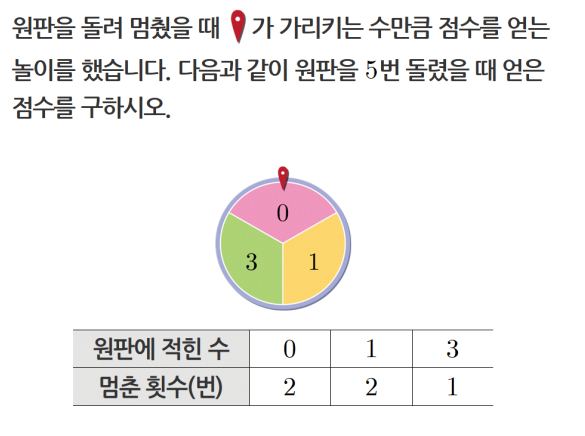 원판을 돌려 멈췄을 때 가 가리키는 수만큼 점수를 얻는
놀이를 했습니다. 다음과 같이 원판을 5번 돌렸을 때 얻은
점수를 구하시오.
0
3 1
원판에 적힌 수 0 1 3
멈춘 횟수(번) 2 2 1